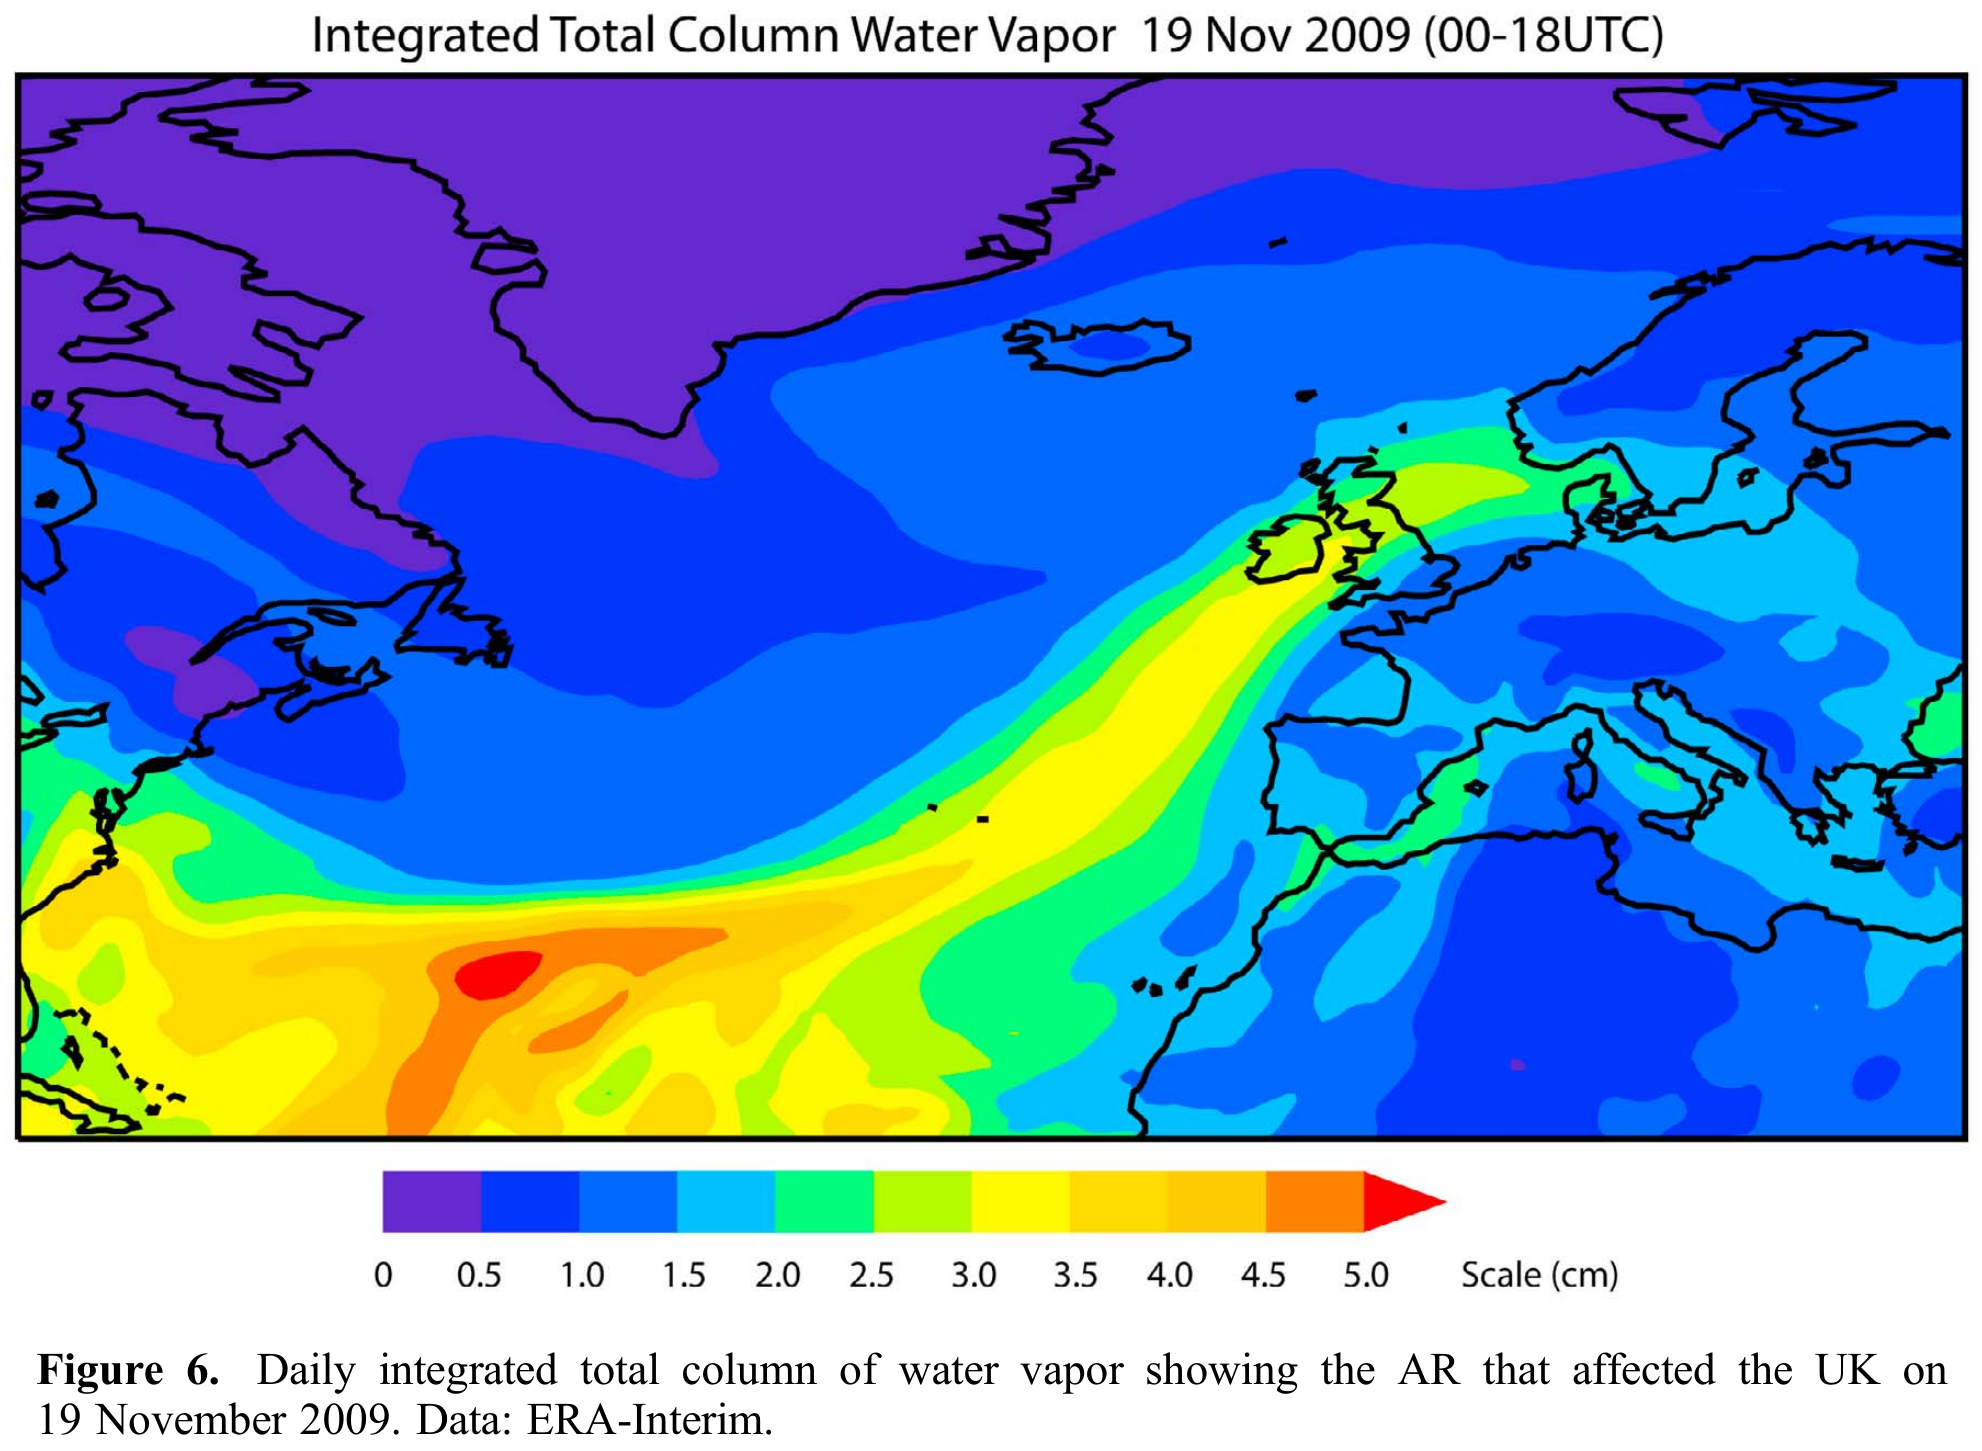 Integrated Total Column Water Vapor 19 Nov 2009 (00-18UTC)
0 0.5 1.0 1.5 2.0 2.5 3.0 3.5 4.0 4.5 5.0 Scale (cm)
Figure 6. Daily integrated total column of water vapor showing the AR that affected the UK on
19 November 2009. Data: ERA-Interim.